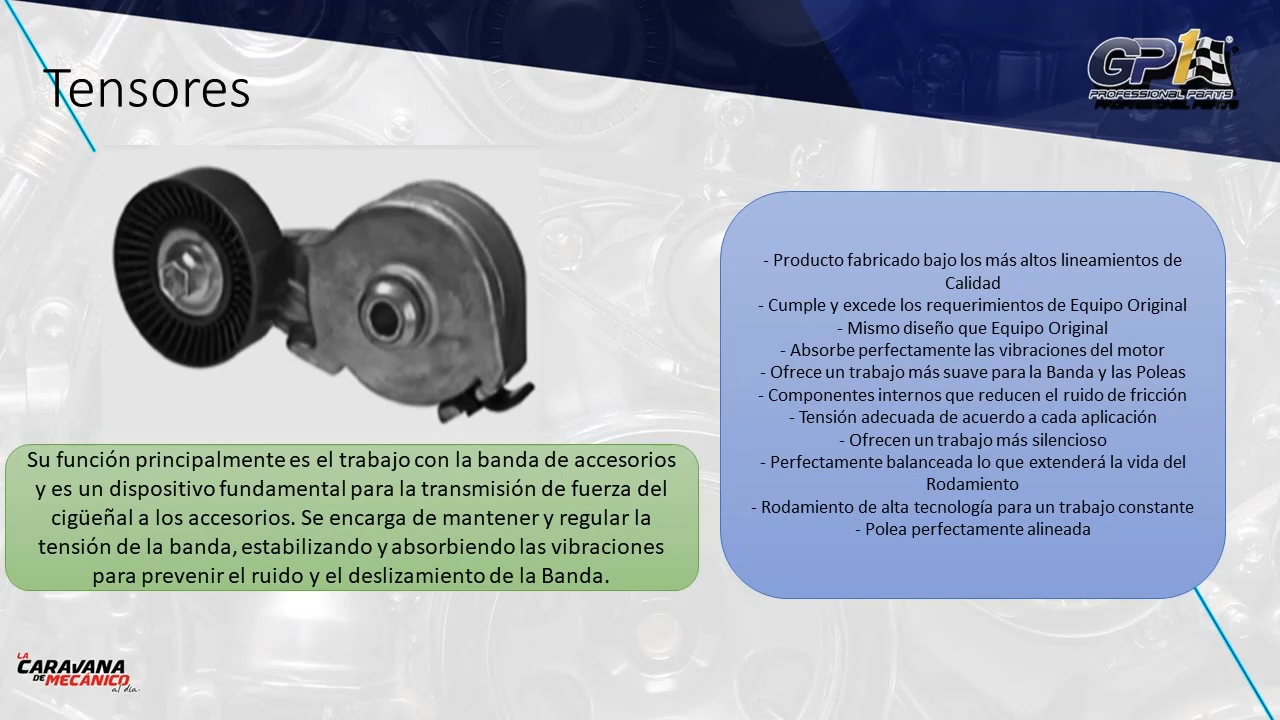 Tensores
GP1
PROFESSIONAL PARTS
- Producto fabricado bajo los más altos lineamientos de
Calidad
- Cumple y excede los requerimientos de Equipo Original
- Mismo diseño que Equipo Original
- Absorbe perfectamente las vibraciones del motor
- Ofrece un trabajo más suave para la Banda y las Poleas
- Componentes internos que reducen el ruido de fricción
- Tensión adecuada de acuerdo a cada aplicación
- Ofrecen un trabajo más silencioso
- Perfectamente balanceada lo que extenderá la vida del
Rodamiento
- Rodamiento de alta tecnología para un trabajo constante
- Polea perfectamente alineada
Su función principalmente es el trabajo con la banda de accesorios
y es un dispositivo fundamental para la transmisión de fuerza del
cigüeñal a los accesorios. Se encarga de mantener y regular la
tensión de la banda, estabilizando y absorbiendo las vibraciones
para prevenir el ruido y el deslizamiento de la Banda.
LA
CARAVANA
DE MECÁNICO
al día.